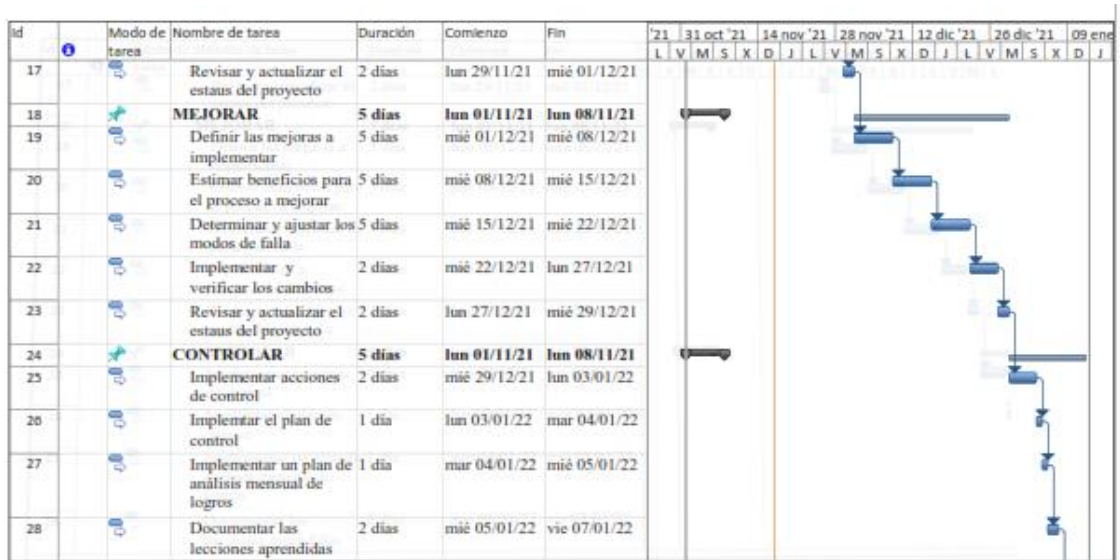 Id Modo de tarea Nombre de tarea Duración Comienzo Fin '21 31 oct '21 14 nov '21 28 nov '21 12 dic '21 26 dic '21 09 ene
L V M S X D J L V M S X D J L V M S X D J
17 Revisar y actualizar el 2 días lun 29/11/21 mié 01/12/21
estaus del proyecto
18 MEJORAR 5 días lun 01/11/21 lun 08/11/21
19 Definir las mejoras a 5 días mié 01/12/21 mié 08/12/21
implementar
20 Estimar beneficios para 5 días mié 08/12/21 mié 15/12/21
el proceso a mejorar
21 Determinar y ajustar los 5 días mié 15/12/21 mié 22/12/21
modos de falla
22 Implementar y 2 días mié 22/12/21 lun 27/12/21
verificar los cambios
23 Revisar y actualizar el 2 días lun 27/12/21 mié 29/12/21
estaus del proyecto
24 CONTROLAR 5 días lun 01/11/21 lun 08/11/21
25 Implementar acciones 2 días mié 29/12/21 lun 03/01/22
de control
26 Implemtar el plan de 1 día lun 03/01/22 mar 04/01/22
control
27 Implementar un plan de 1 día mar 04/01/22 mié 05/01/22
análisis mensual de
logros
28 Documentar las 2 días mié 05/01/22 vie 07/01/22
lecciones aprendidas